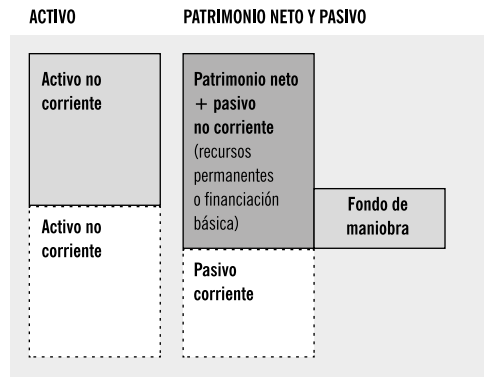 ACTIVO
PATRIMONIO NETO Y PASIVO
Activo no
corriente
Activo no
corriente
Patrimonio neto
+ pasivo
no corriente
(recursos
permanentes
o financiación
básica)
Pasivo
corriente
Fondo de
maniobra